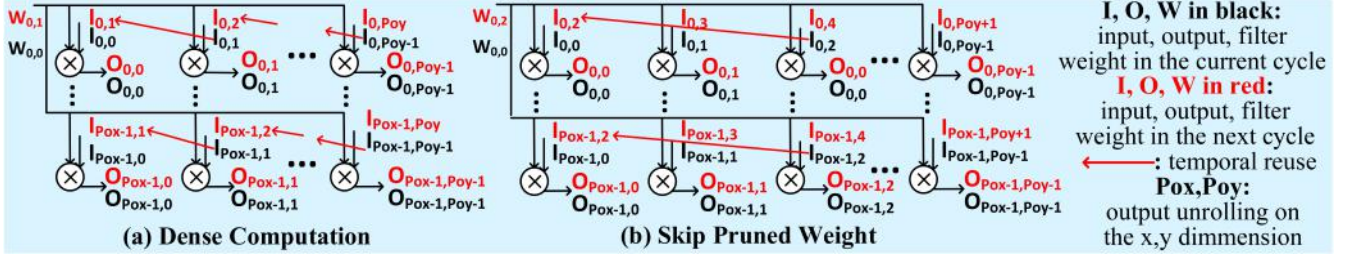 W0,1 I0,1 I0,2 I0,Poy
W0,0 I0,0 I0,1 I0,Poy-1
O0,0 O0,1 ••• O0,Poy-1
O0,0 O0,1 O0,Poy-1
IPox-1,1 IPox-1,2 IPox-1,Poy
IPox-1,0 IPox-1,1 IPox-1,Poy-1
OPox-1,0 OPox-1,1 ••• OPox-1,Poy-1
OPox-1,0 OPox-1,1 OPox-1,Poy-1
(a) Dense Computation
W0,2 I0,2 I0,3 I0,4 I0,Poy+1
W0,0 I0,0 I0,1 I0,2 I0,Poy-1
O0,0 O0,1 O0,0 ••• O0,Poy-1
O0,0 O0,1 O0,2 O0,Poy-1
IPox-1,2 IPox-1,3 IPox-1,4 IPox-1,Poy+1
IPox-1,0 IPox-1,1 IPox-1,2 IPox-1,Poy-1
OPox-1,0 OPox-1,1 OPox-1,2 ••• OPox-1,Poy-1
OPox-1,0 OPox-1,1 OPox-1,2 OPox-1,Poy-1
(b) Skip Pruned Weight
I, O, W in black:
input, output, filter
weight in the current cycle
I, O, W in red:
input, output, filter
weight in the next cycle
: temporal reuse
Pox,Poy:
output unrolling on
the x,y dimmension